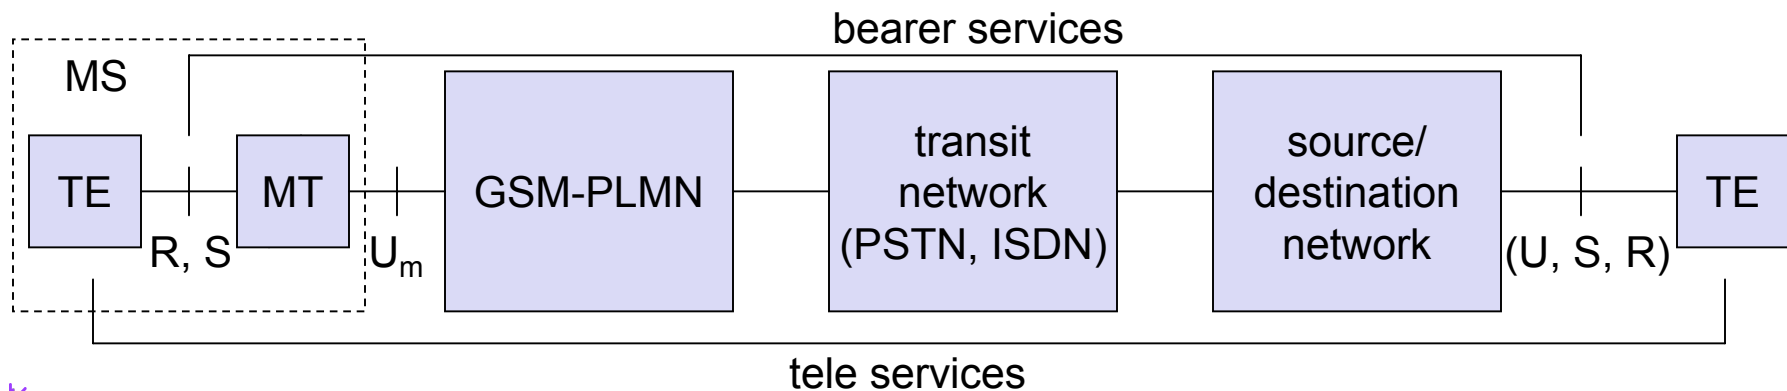 bearer services
MS
TE
R, S
MT
Uₘ
GSM-PLMN
transit
network
(PSTN, ISDN)
source/
destination
network
(U, S, R)
TE
tele services